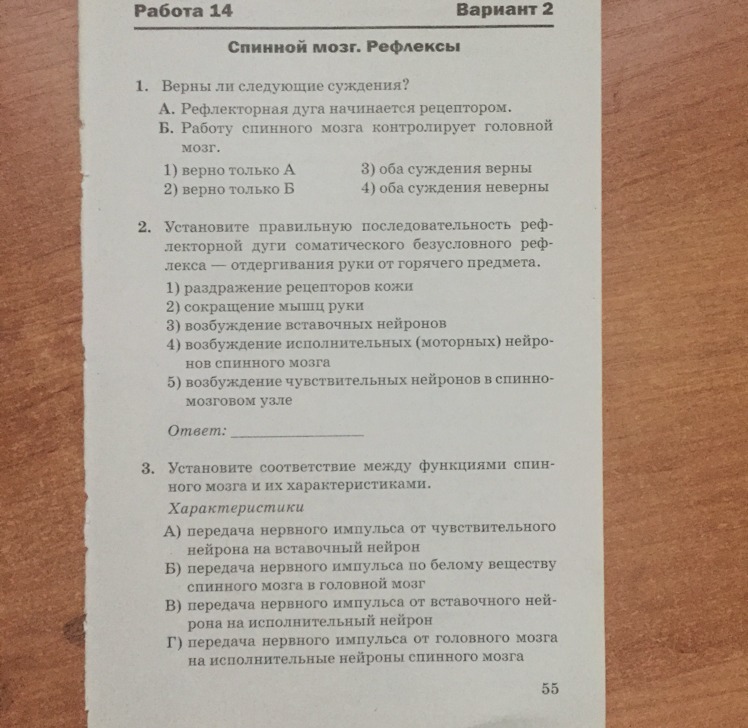 Работа 14 Вариант 2
Спинной мозг. Рефлексы
1. Верны ли следующие суждения?
А. Рефлекторная дуга начинается рецептором.
Б. Работу спинного мозга контролирует головной
мозг.
1) верно только А 3) оба суждения верны
2) верно только Б 4) оба суждения неверны
2. Установите правильную последовательность реф-
лекторной дуги соматического безусловного реф-
лекса — отдергивания руки от горячего предмета.
1) раздражение рецепторов кожи
2) сокращение мышц руки
3) возбуждение вставочных нейронов
4) возбуждение исполнительных (моторных) нейро-
нов спинного мозга
5) возбуждение чувствительных нейронов в спинно-
мозговом узле
Ответ: ______________
3. Установите соответствие между функциями спин-
ного мозга и их характеристиками.
Характеристики
А) передача нервного импульса от чувствительного
нейрона на вставочный нейрон
Б) передача нервного импульса по белому веществу
спинного мозга в головной мозг
В) передача нервного импульса от вставочного ней-
рона на исполнительный нейрон
Г) передача нервного импульса от головного мозга
на исполнительные нейроны спинного мозга
55